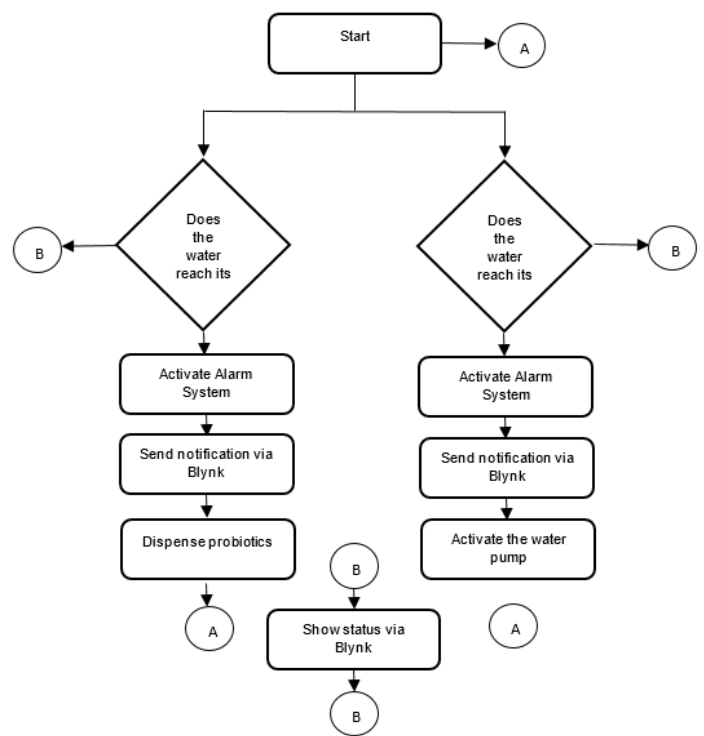 Start
A
Does
the
water
reach its
Does
the
water
reach its
B
B
Activate Alarm
System
Activate Alarm
System
Send notification via
Blynk
Send notification via
Blynk
Dispense probiotics
Activate the water
pump
B
A
Show status via
Blynk
A
B